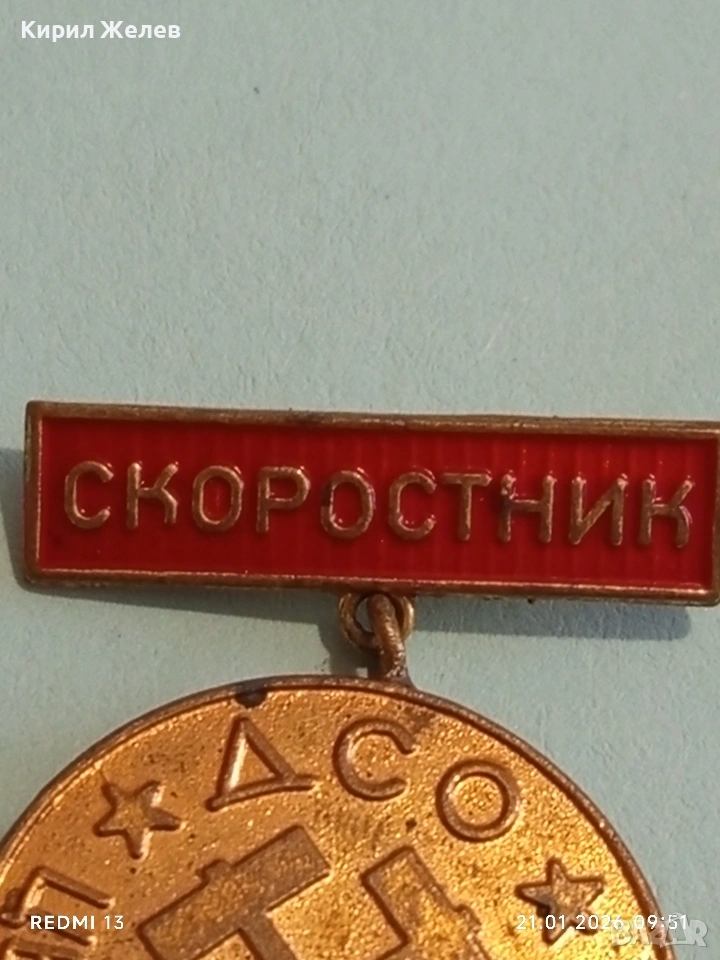 Кирил Желев
СКОРОСТНИК
ДСО
REDMI 13
21.01.2026 09:51